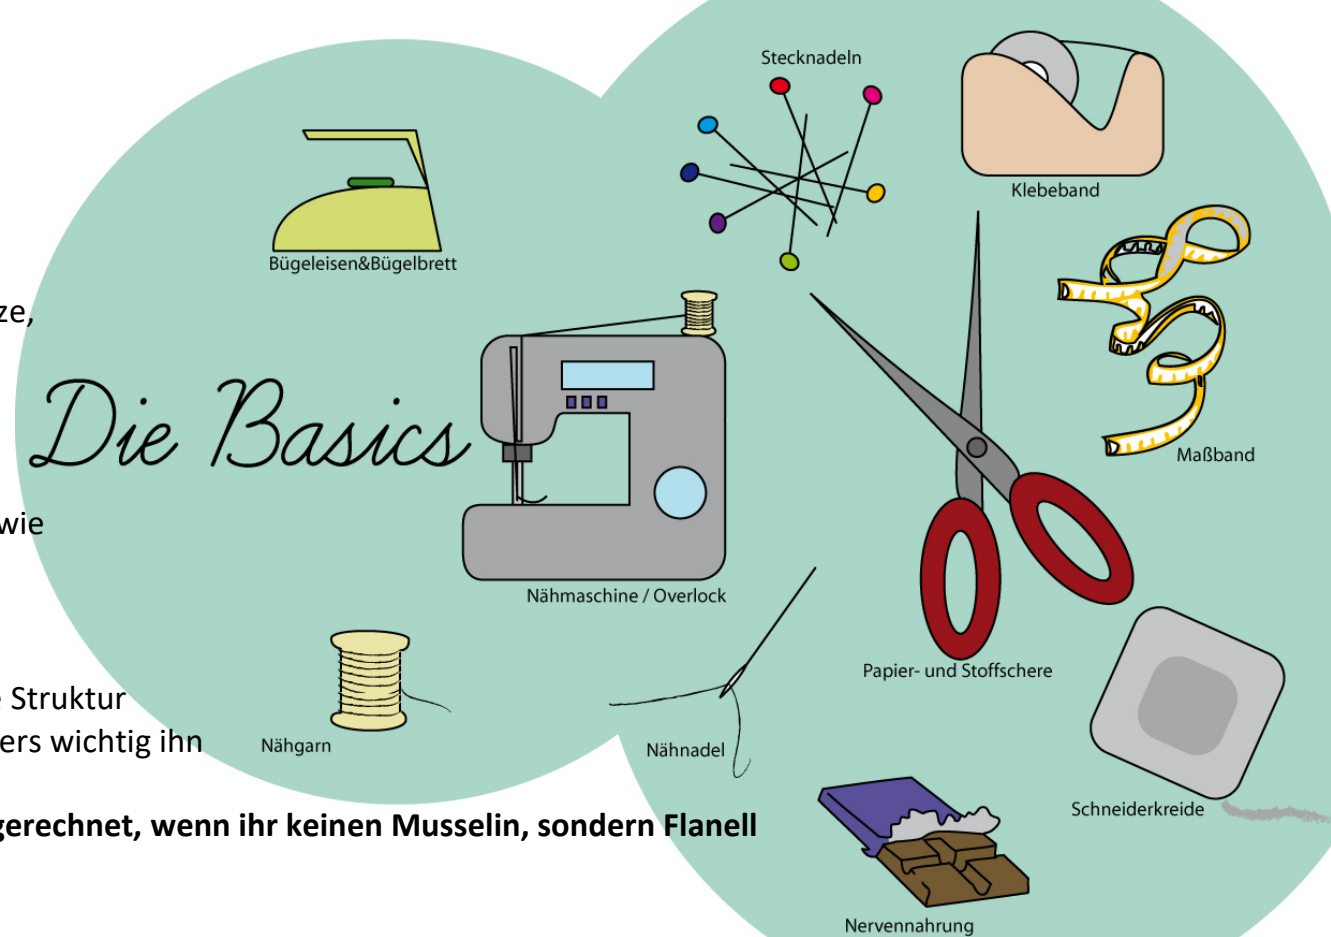 Stecknadeln
Klebeband
Bügeleisen&Bügelbrett
ze,
Die Basics
Maßband
wie
Nähmaschine / Overlock
Papier- und Stoffschere
e Struktur
ers wichtig ihn
Nähgarn
Nähnadel
Schneiderkreide
gerechnet, wenn ihr keinen Musselin, sondern Flanell
Nervennahrung